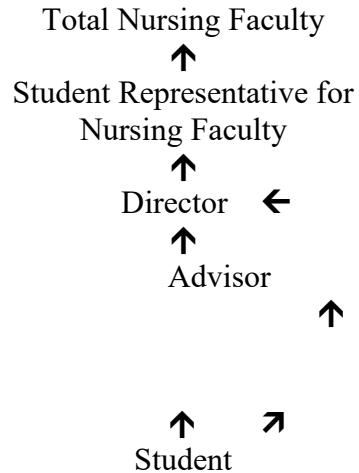 Total Nursing Faculty
↑
Student Representative for
Nursing Faculty
↑
Director ←
↑
Advisor
↑
↑ ↗
Student